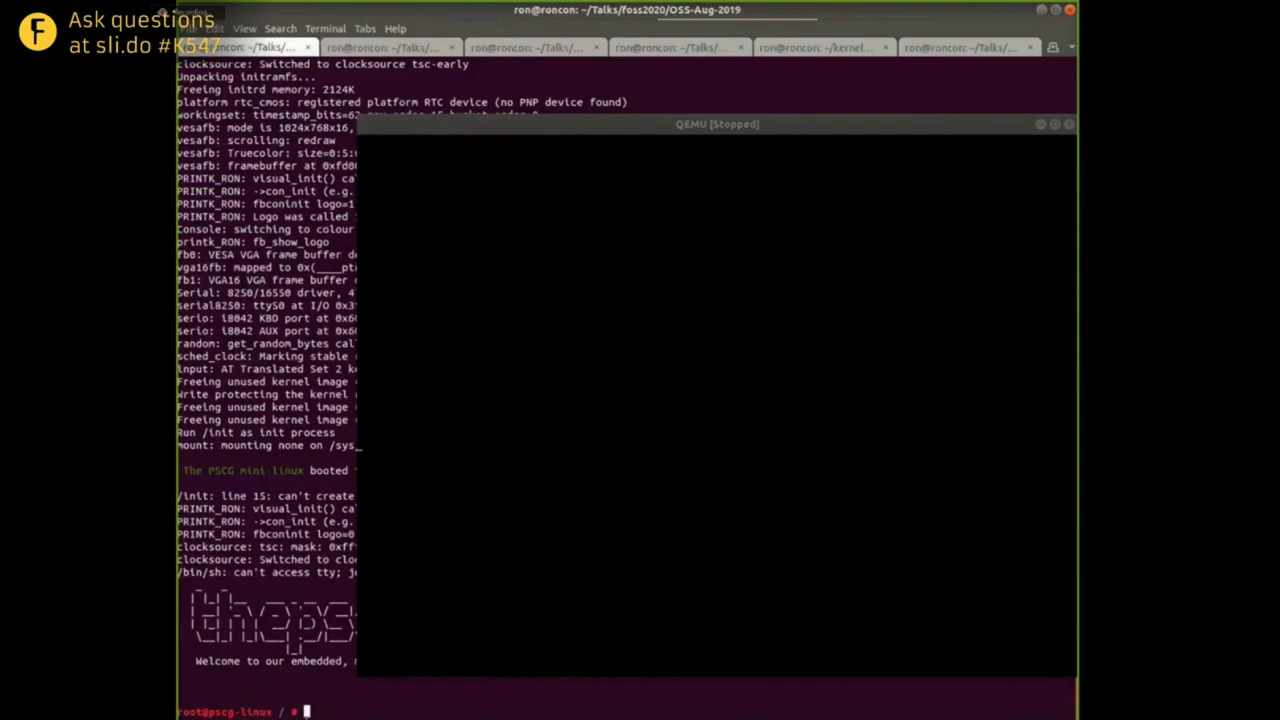 Ask questions
at sli.do #K547
ron@roncon: ~/Talks/foss2020/OSS-Aug-2019
Edit View Search Terminal Tabs Help
roncon: ~/Talks/... × ron@roncon: ~/Talks/... × ron@roncon: ~/Talks/... × ron@roncon: ~/Talks/... × ron@roncon: ~/kernel... × ron@roncon: ~/Talks/... ×
clocksource: Switched to clocksource tsc-early
Unpacking initramfs...
Freeing initrd memory: 2124K
platform rtc_cmos: registered platform RTC device (no PNP device found)
workingset: timestamp_bits=62
QEMU [Stopped]
vesafb: mode is 1024x768x16,
vesafb: scrolling: redraw
vesafb: Truecolor: size=0:5:
vesafb: framebuffer at 0xfd0
PRINTK_RON: visual_init() ca
PRINTK_RON: ->con_init (e.g.
PRINTK_RON: fbconinit logo=1
PRINTK_RON: Logo was called
Console: switching to colour
printk_RON: fb_show_logo
fb0: VESA VGA frame buffer d
vga16fb: mapped to 0x(____pt
fb1: VGA16 VGA frame buffer
Serial: 8250/16550 driver, 4
serial8250: ttyS0 at I/O 0x3
serio: i8042 KBD port at 0x6
serio: i8042 AUX port at 0x6
random: get_random_bytes cal
sched_clock: Marking stable
input: AT Translated Set 2 k
Freeing unused kernel image
Write protecting the kernel
Freeing unused kernel image
Freeing unused kernel image
Run /init as init process
mount: mounting none on /sys_
The PSCG mini-linux booted
/init: line 15: can't create
PRINTK_RON: visual_init() ca
PRINTK_RON: ->con_init (e.g.
PRINTK_RON: fbconinit logo=0
clocksource: tsc: mask: 0xff
clocksource: Switched to clo
/bin/sh: can't access tty; j
theps
Welcome to our embedded,
root@pscg-linux / #